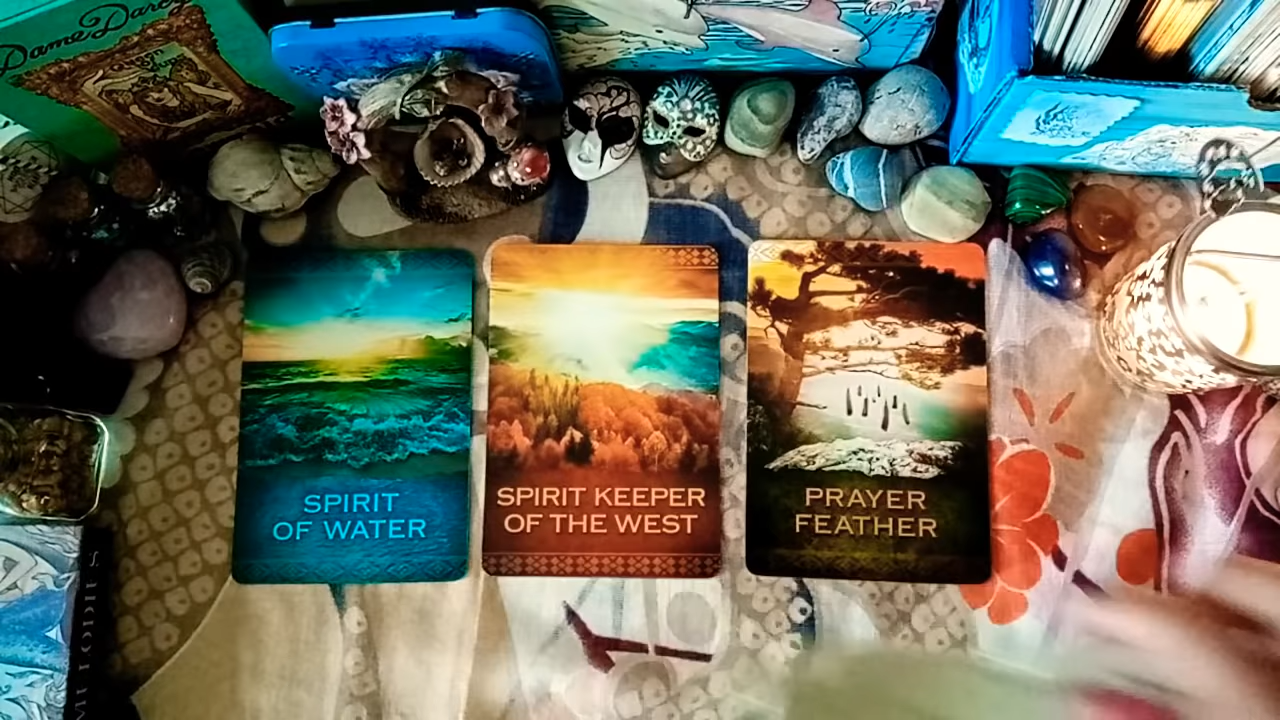 Dame Darcy
SPIRIT
OF WATER
SPIRIT KEEPER
OF THE WEST
PRAYER
FEATHER